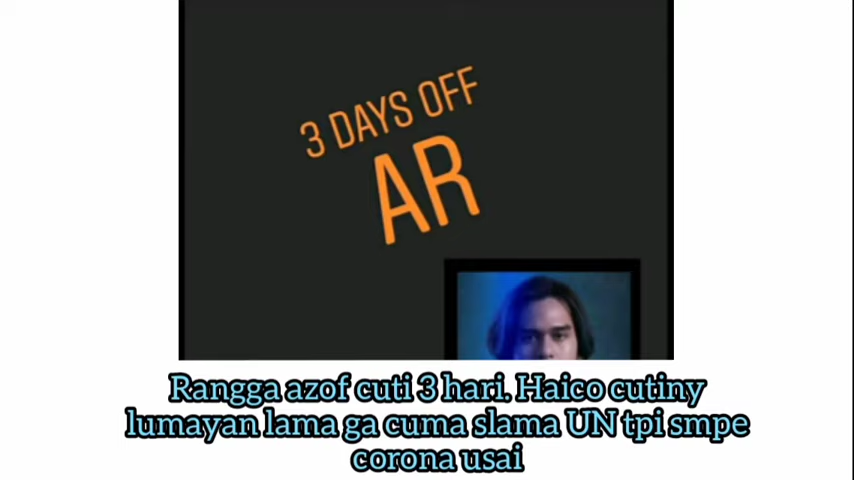 3 DAYS OFF
AR
Rangga azof cuti 3 hari. Haico cutiny
lumayan lama ga cuma slama UN tpi smpe
corona usai